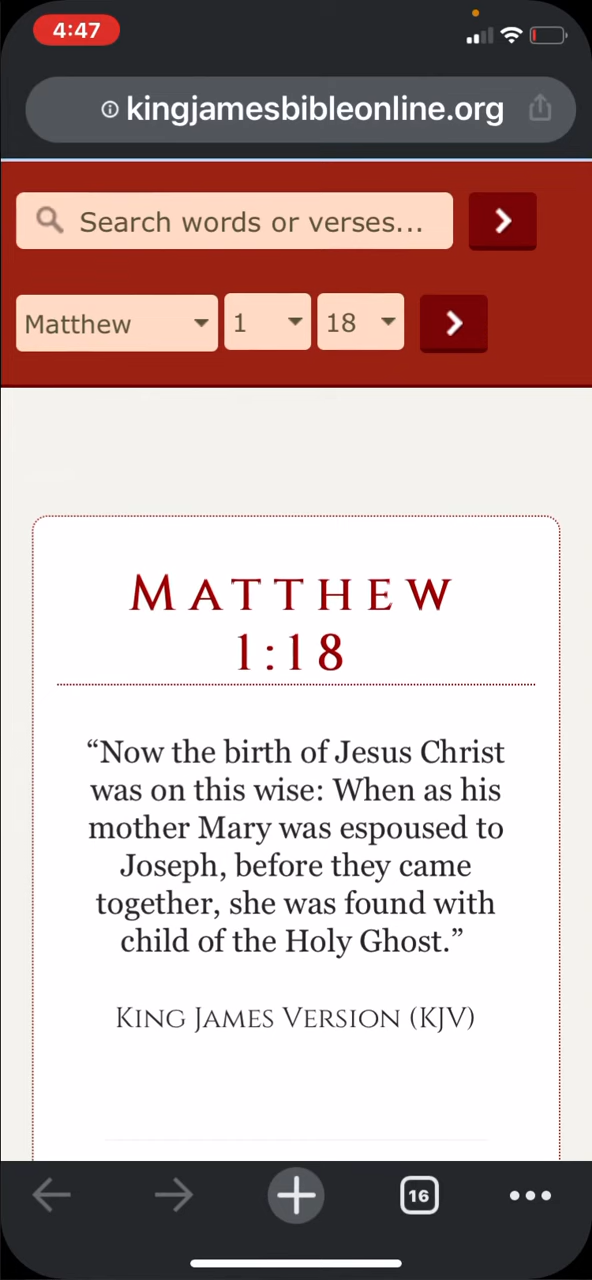 4:47
kingjamesbibleonline.org
Search words or verses...
Matthew 1 18
MATTHEW
1:18
“Now the birth of Jesus Christ
was on this wise: When as his
mother Mary was espoused to
Joseph, before they came
together, she was found with
child of the Holy Ghost.”
KING JAMES VERSION (KJV)
16